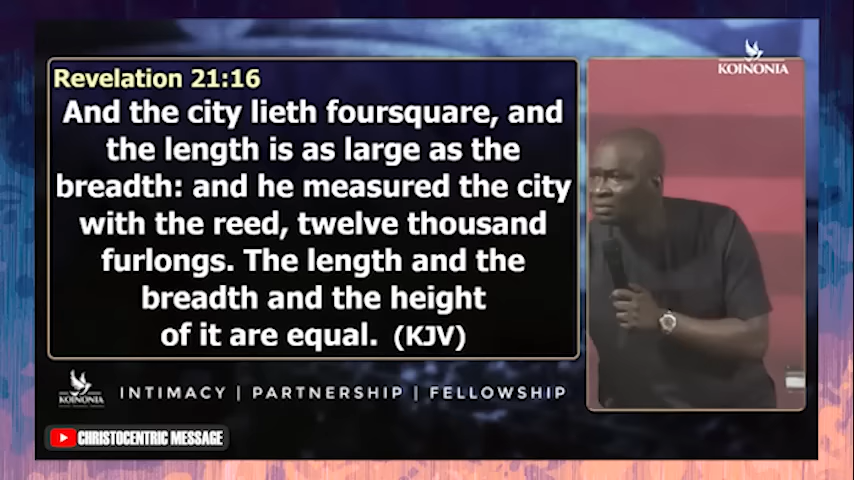 Revelation 21:16
And the city lieth foursquare, and
the length is as large as the
breadth: and he measured the city
with the reed, twelve thousand
furlongs. The length and the
breadth and the height
of it are equal. (KJV)
KOINONIA
KOINONIA
INTIMACY | PARTNERSHIP | FELLOWSHIP
CHRISTOCENTRIC MESSAGE